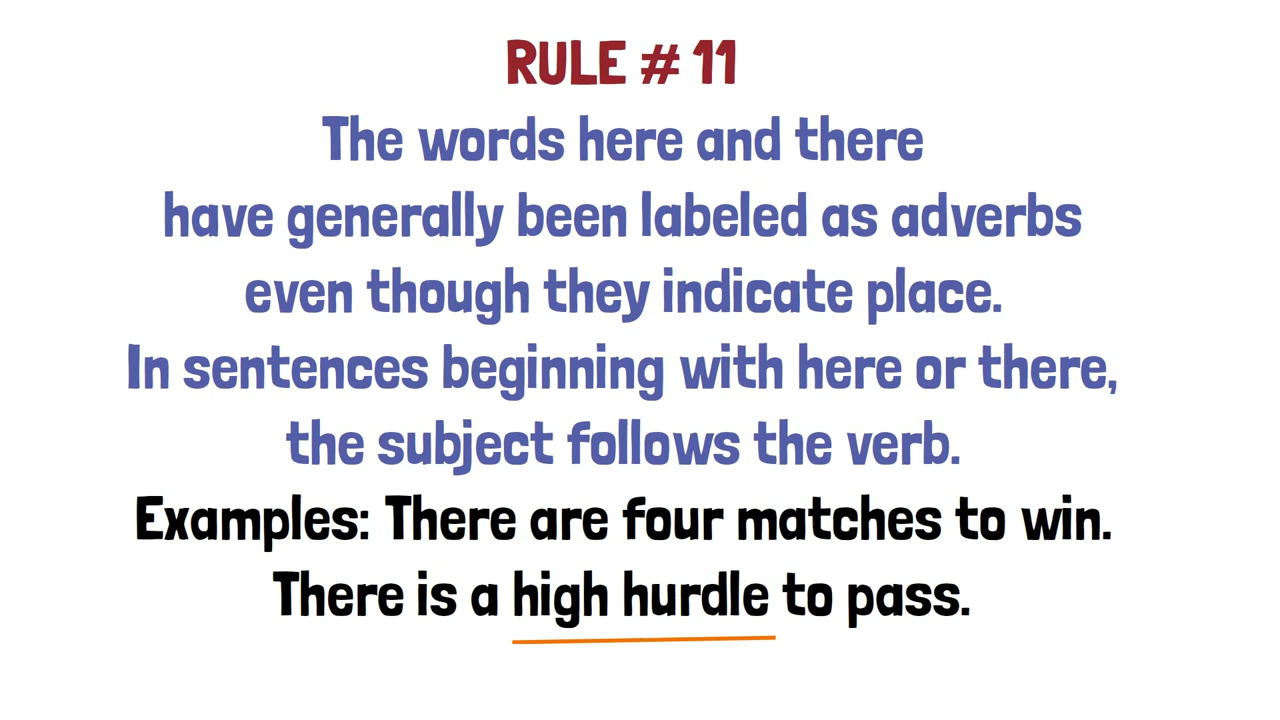 RULE # 11
The words here and there
have generally been labeled as adverbs
even though they indicate place.
In sentences beginning with here or there,
the subject follows the verb.
Examples: There are four matches to win.
There is a high hurdle to pass.